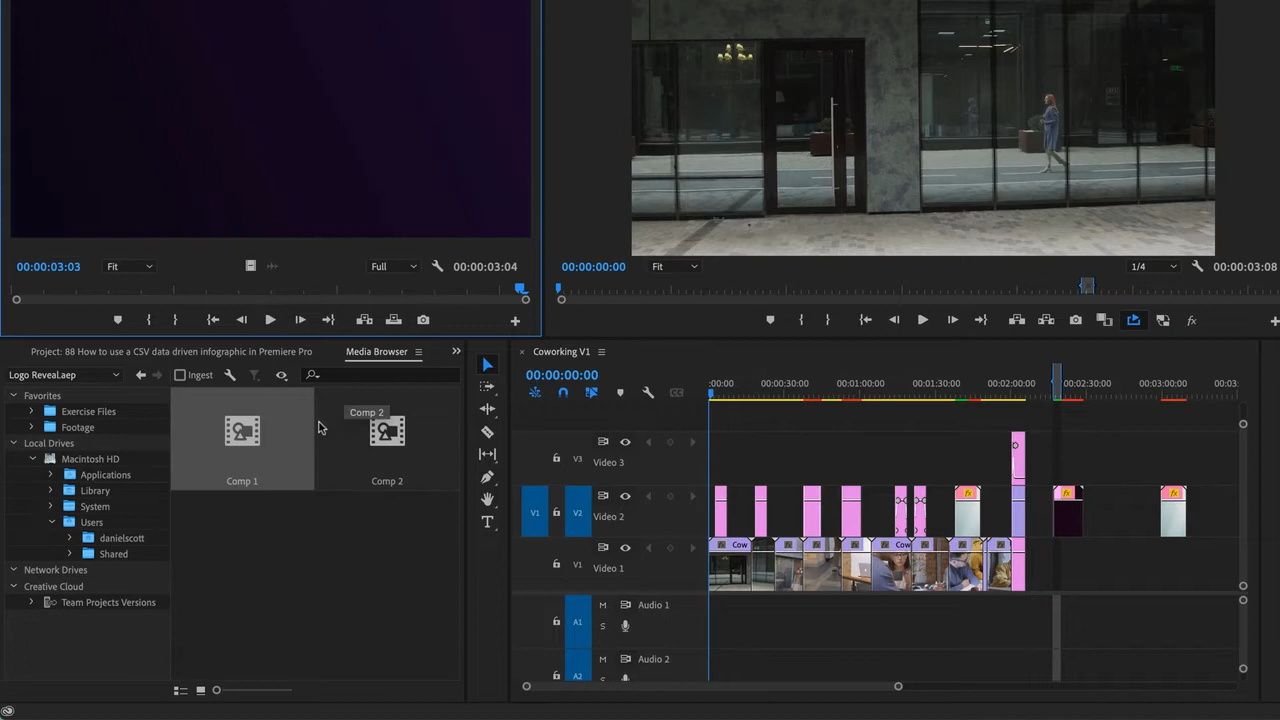 00:00:03:03
Fit
Full
00:00:03:04
00:00:00:00
Fit
1/4
00:00:03:08
fx
Project: 88 How to use a CSV data driven infographic in Premiere Pro
Media Browser
Logo Reveal.aep
Ingest
Favorites
Exercise Files
Footage
Local Drives
Macintosh HD
Applications
Library
System
Users
danielscott
Shared
Network Drives
Creative Cloud
Team Projects Versions
Comp 2
Comp 1
Comp 2
× Coworking V1
00:00:00:00
:00:00
00:00:30:00
00:01:00:00
00:01:30:00
00:02:00:00
00:02:30:00
00:03:00:00
00:03:
V3
Video 3
V1
V2
Video 2
fx
fx
fx
V1
Video 1
Cow
Cow
A1
M
S
Audio 1
A2
M
S
Audio 2